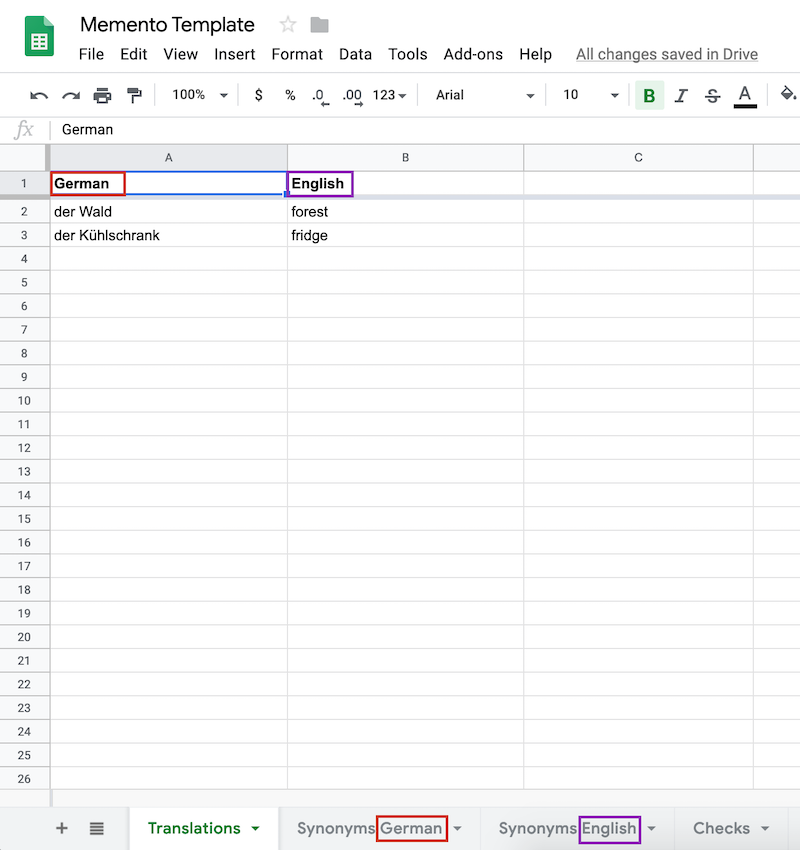 Memento Template
File Edit View Insert Format Data Tools Add-ons Help All changes saved in Drive
100% $ % .0 .00 123 Arial 10 B I S A
fx German
A B C
1 German English
2 der Wald forest
3 der Kühlschrank fridge
4
5
6
7
8
9
10
11
12
13
14
15
16
17
18
19
20
21
22
23
24
25
26
+ Translations Synonyms German Synonyms English Checks